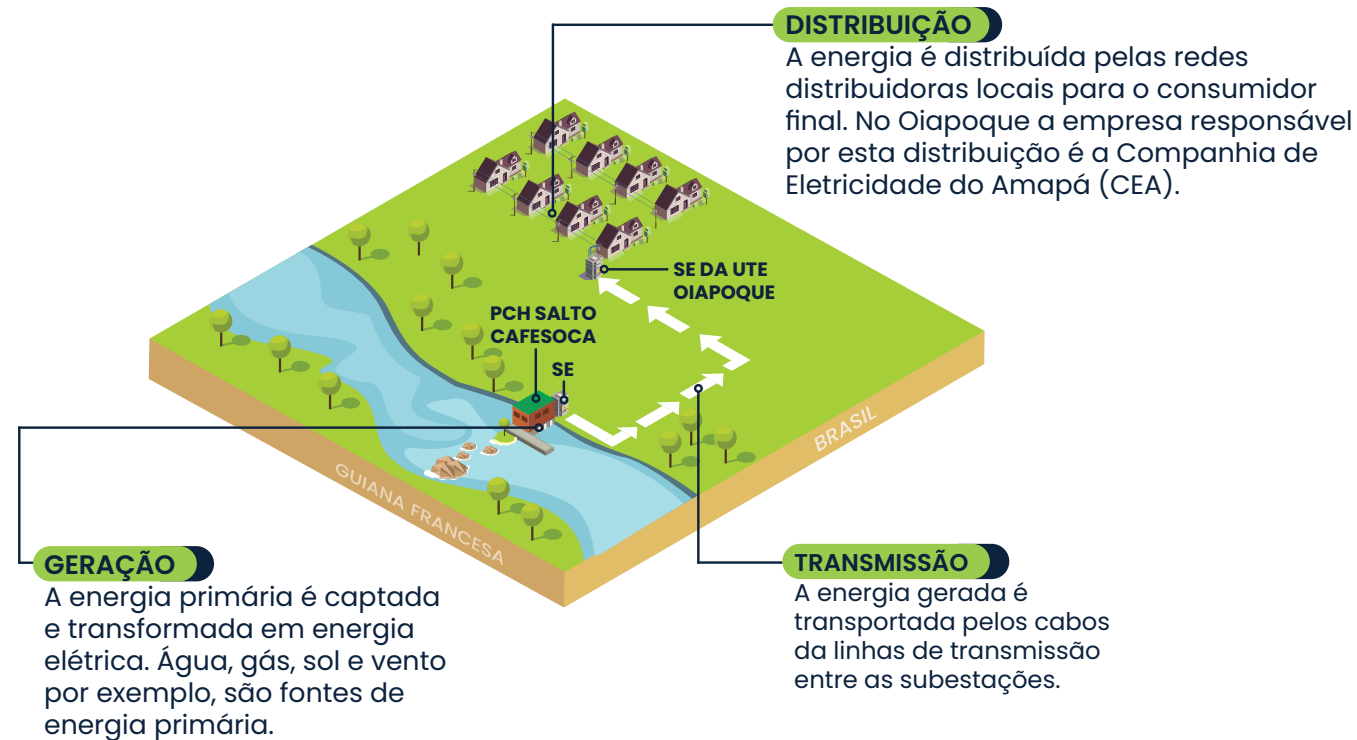 DISTRIBUIÇÃO
A energia é distribuída pelas redes
distribuidoras locais para o consumidor
final. No Oiapoque a empresa responsável
por esta distribuição é a Companhia de
Eletricidade do Amapá (CEA).
SE DA UTE
OIAPOQUE
PCH SALTO
CAFESOCA
SE
BRASIL
GUIANA FRANCESA
GERAÇÃO
A energia primária é captada
e transformada em energia
elétrica. Água, gás, sol e vento
por exemplo, são fontes de
energia primária.
TRANSMISSÃO
A energia gerada é
transportada pelos cabos
da linhas de transmissão
entre as subestações.